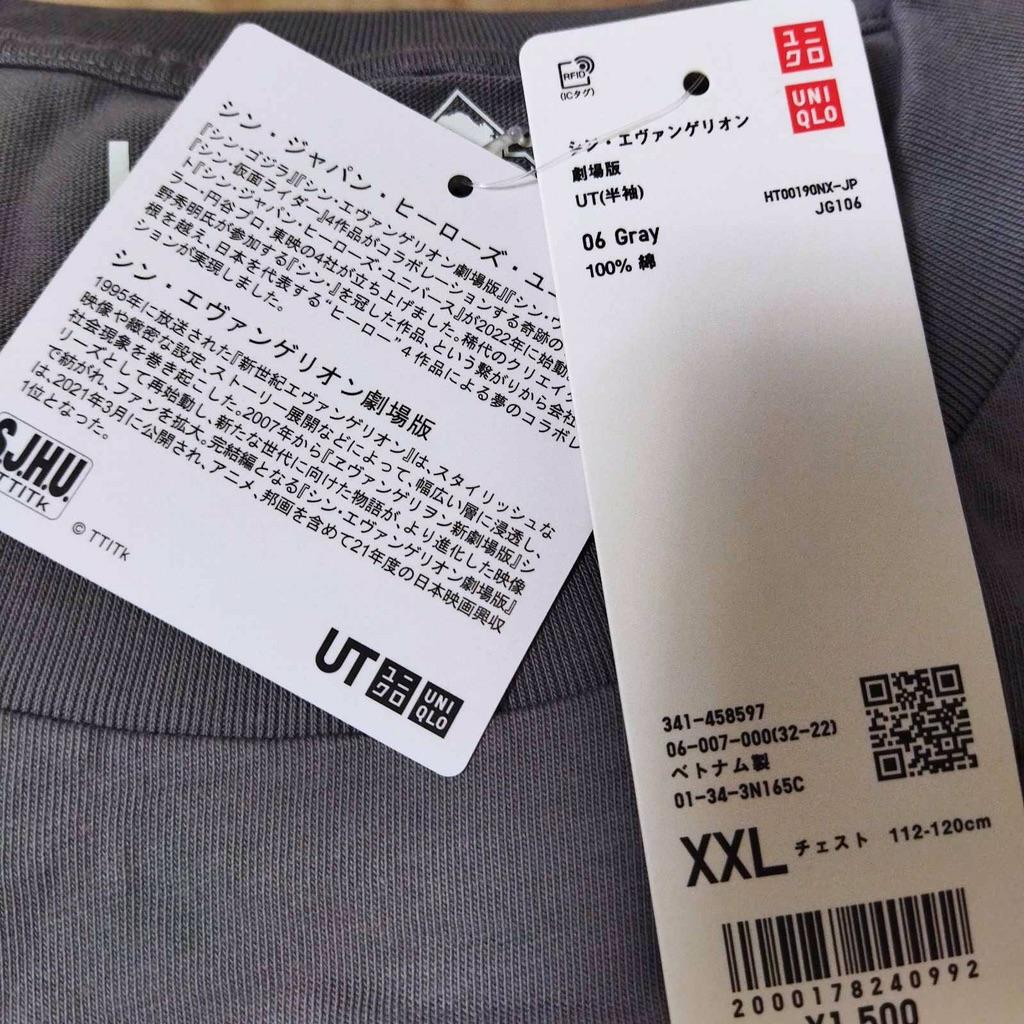 シン・ジャパン・ヒーローズ・ユー
『シン・ゴジラ』『シン・エヴァンゲリオン劇場版』『シン・ウ
『シン・仮面ライダー』4作品がコラボレーションする奇跡の
ト『シン・ジャパン・ヒーローズ・ユニバース』が2022年に始動
ラー・円谷プロ・東映の4社が立ち上げました。稀代のクリエイタ
野秀明氏が参加する『シン・』を冠した作品、という繋がりから会社
根を越え、日本を代表する“ヒーロー”4作品による夢のコラボレ
ションが実現しました。
シン・エヴァンゲリオン劇場版
1995年に放送された『新世紀エヴァンゲリオン』は、スタイリッシュな
映像や緻密な設定、ストーリー展開などによって、幅広い層に浸透し、
社会現象を巻き起こした。2007年から『ヱヴァンゲリヲン新劇場版』シ
リーズとして再始動し、新たな世代に向けた物語が、より進化した映像
で紡がれ、ファンを拡大。完結編となる『シン・エヴァンゲリオン劇場版』
は、2021年3月に公開され、アニメ、邦画を含めて21年度の日本映画興収
1位となった。
S.J.H.U.
TTITk
© TTITk
UT ユニクロ UNIQLO
RFID
(ICタグ)
ユニクロ
UNIQLO
シン・エヴァンゲリオン
劇場版
UT(半袖)
HT00190NX-JP
JG106
06 Gray
100% 綿
341-458597
06-007-000(32-22)
ベトナム製
01-34-3N165C
XXL チェスト 112-120cm
2000178240992
¥1,500